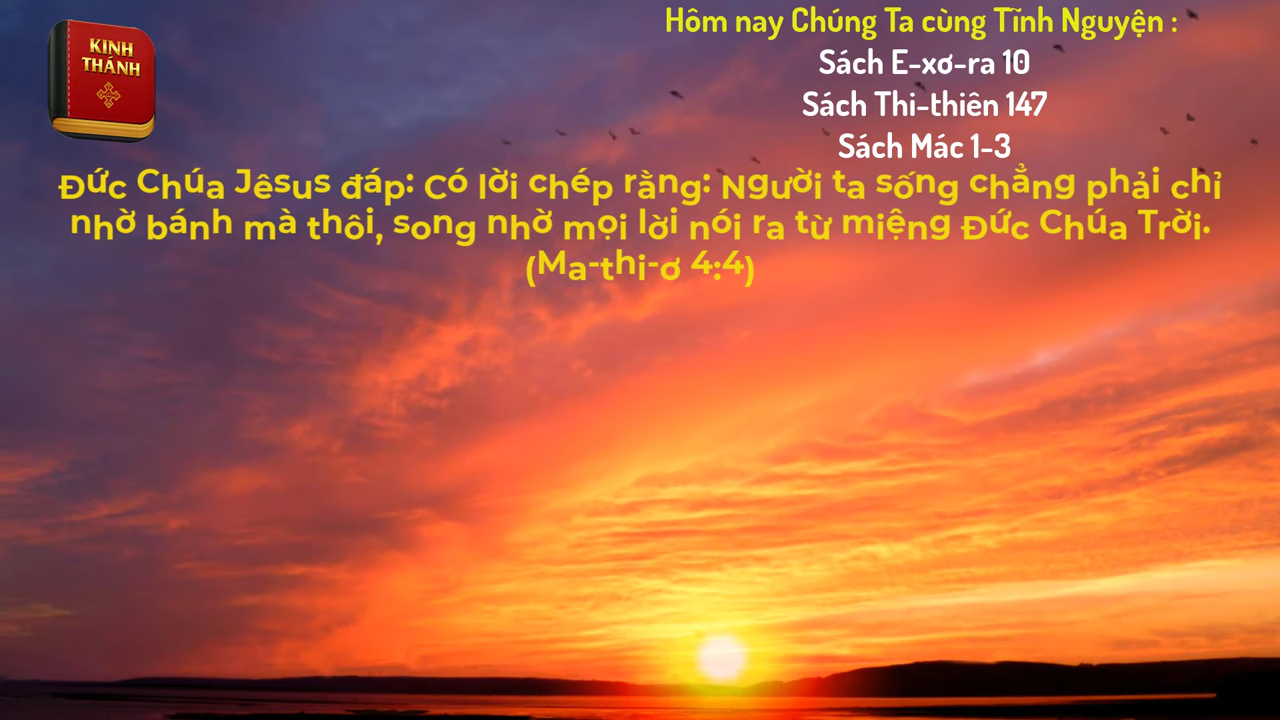 KINH
THÁNH
Hôm nay Chúng Ta cùng Tĩnh Nguyện :
Sách E-xơ-ra 10
Sách Thi-thiên 147
Sách Mác 1-3
Đức Chúa Jêsus đáp: Có lời chép rằng: Người ta sống chẳng phải chỉ
nhờ bánh mà thôi, song nhờ mọi lời nói ra từ miệng Đức Chúa Trời.
(Ma-thi-ơ 4:4)